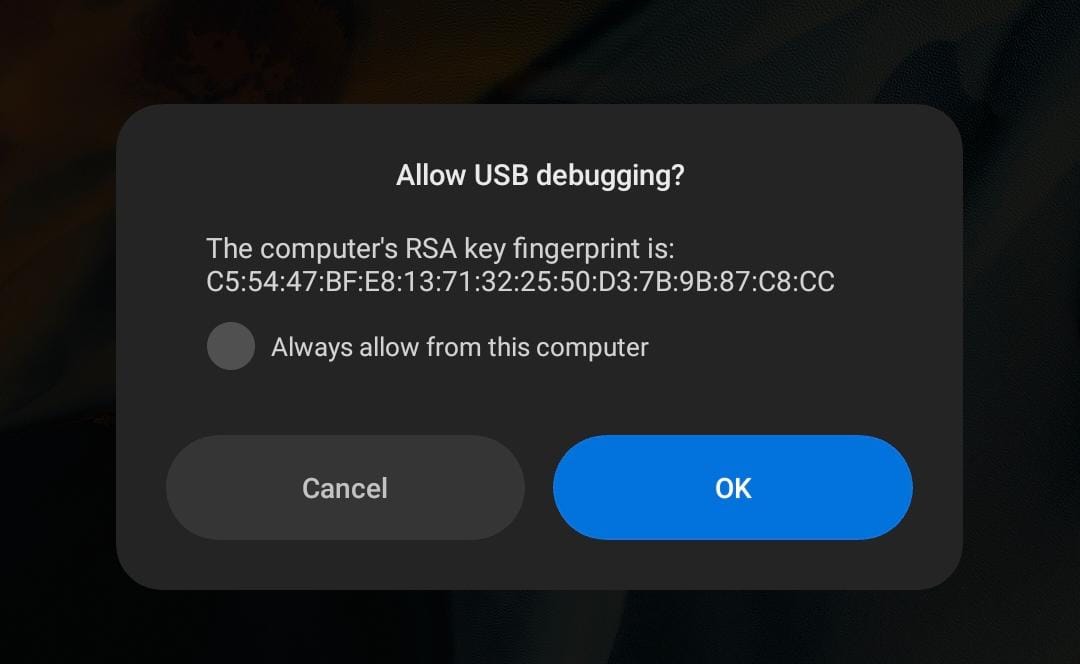 Allow USB debugging?
The computer's RSA key fingerprint is:
C5:54:47:BF:E8:13:71:32:25:50:D3:7B:9B:87:C8:CC
Always allow from this computer
Cancel
OK